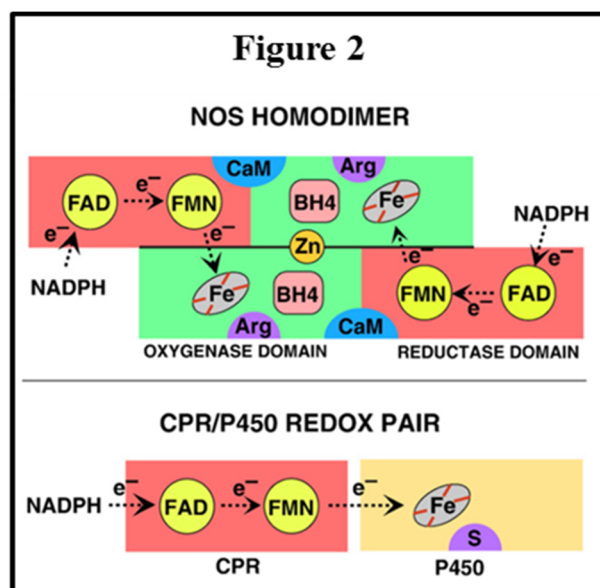 Figure 2
NOS HOMODIMER
CaM Arg
FAD e⁻ FMN BH4 Fe
e⁻ e⁻ Zn e⁻ NADPH e⁻
NADPH Fe BH4 FMN e⁻ FAD
Arg CaM
OXYGENASE DOMAIN REDUCTASE DOMAIN
CPR/P450 REDOX PAIR
NADPH e⁻ FAD e⁻ FMN e⁻ Fe
S
CPR P450